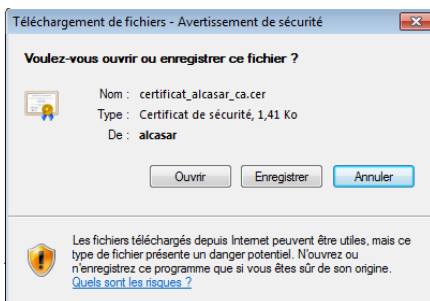 Téléchargement de fichiers - Avertissement de sécurité
Voulez-vous ouvrir ou enregistrer ce fichier ?
Nom : certificat_alcasar_ca.cer
Type : Certificat de sécurité, 1,41 Ko
De : alcasar
Ouvrir Enregistrer Annuler
Les fichiers téléchargés depuis Internet peuvent être utiles, mais ce
type de fichier présente un danger potentiel. N'ouvrez ou
n'enregistrez ce programme que si vous êtes sûr de son origine.
Quels sont les risques ?